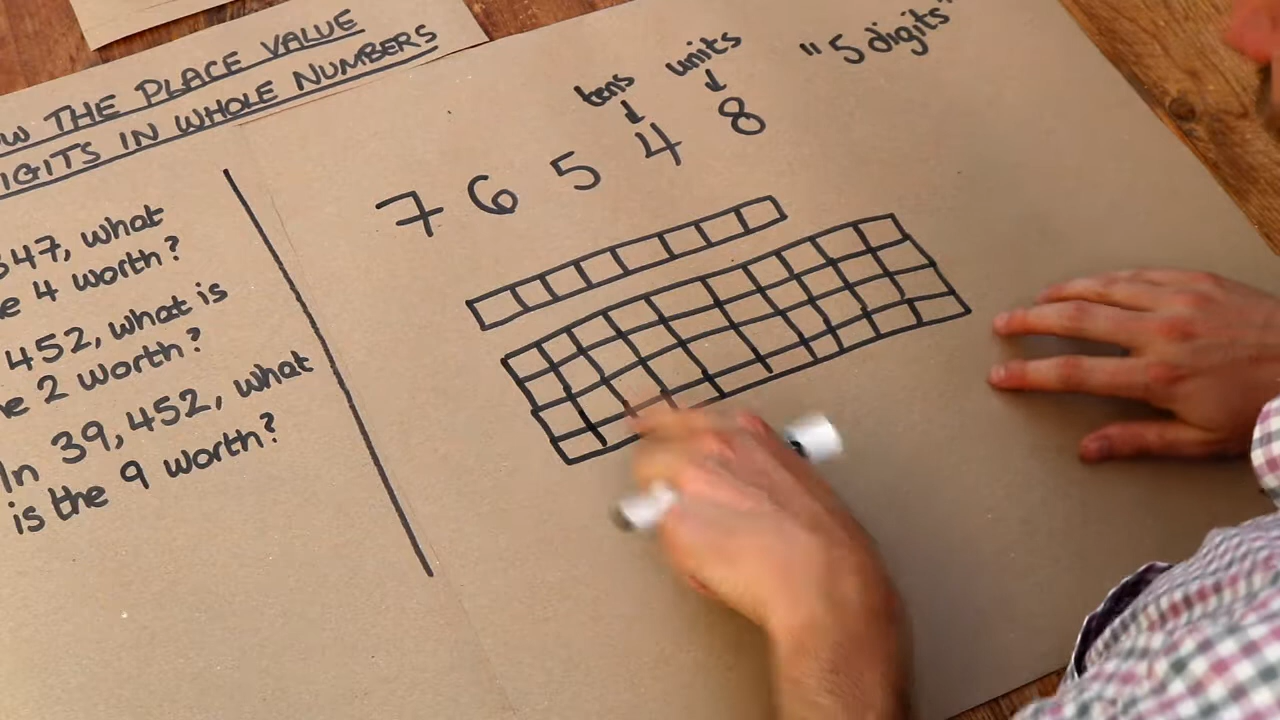 W THE PLACE VALUE
IGITS IN WHOLE NUMBERS
tens
units
"5 digits"
7 6 5 4 8
347, what
e 4 worth?
452, what is
e 2 worth?
In 39,452, what
is the 9 worth?